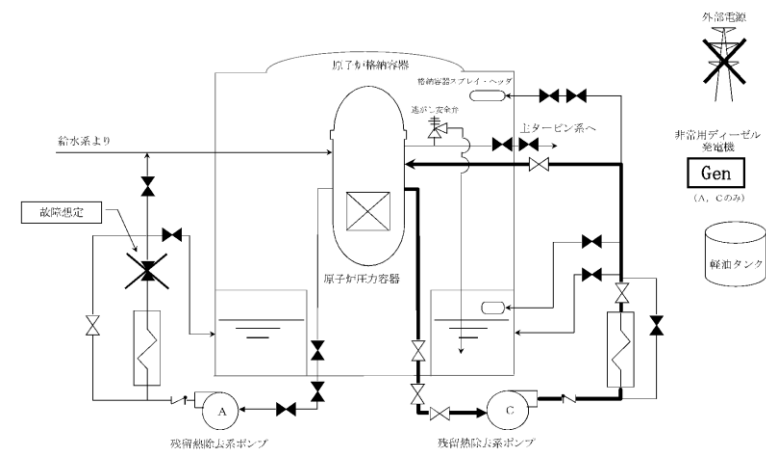 外部電源
原子炉格納容器
格納容器スプレイ・ヘッダ
逃がし安全弁
主タービン系へ
給水系より
非常用ディーゼル
発電機
Gen
(A, Cのみ)
故障想定
軽油タンク
原子炉圧力容器
A
C
残留熱除去系ポンプ
残留熱除去系ポンプ